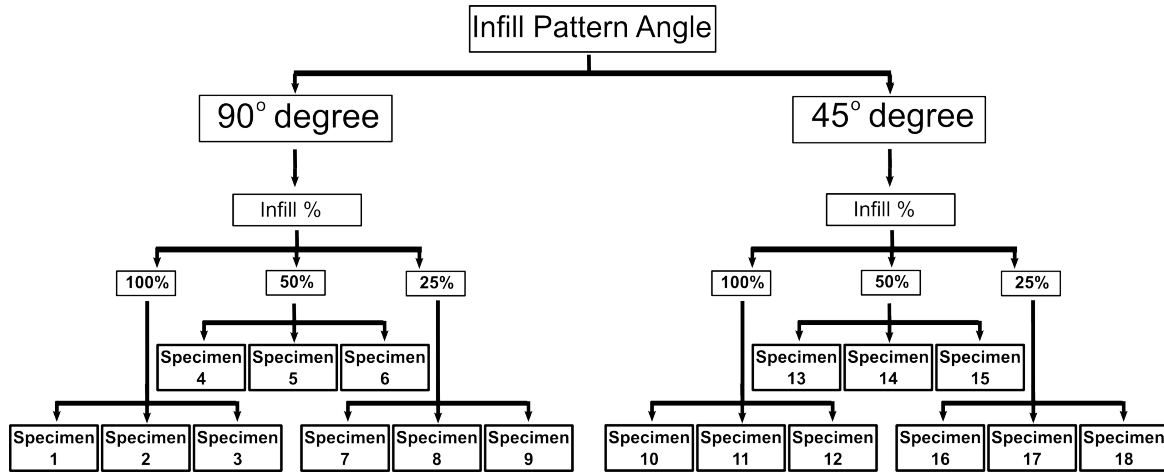 Infill Pattern Angle
90° degree
45° degree
Infill %
Infill %
100%
50%
25%
100%
50%
25%
Specimen
4
Specimen
5
Specimen
6
Specimen
13
Specimen
14
Specimen
15
Specimen
1
Specimen
2
Specimen
3
Specimen
7
Specimen
8
Specimen
9
Specimen
10
Specimen
11
Specimen
12
Specimen
16
Specimen
17
Specimen
18